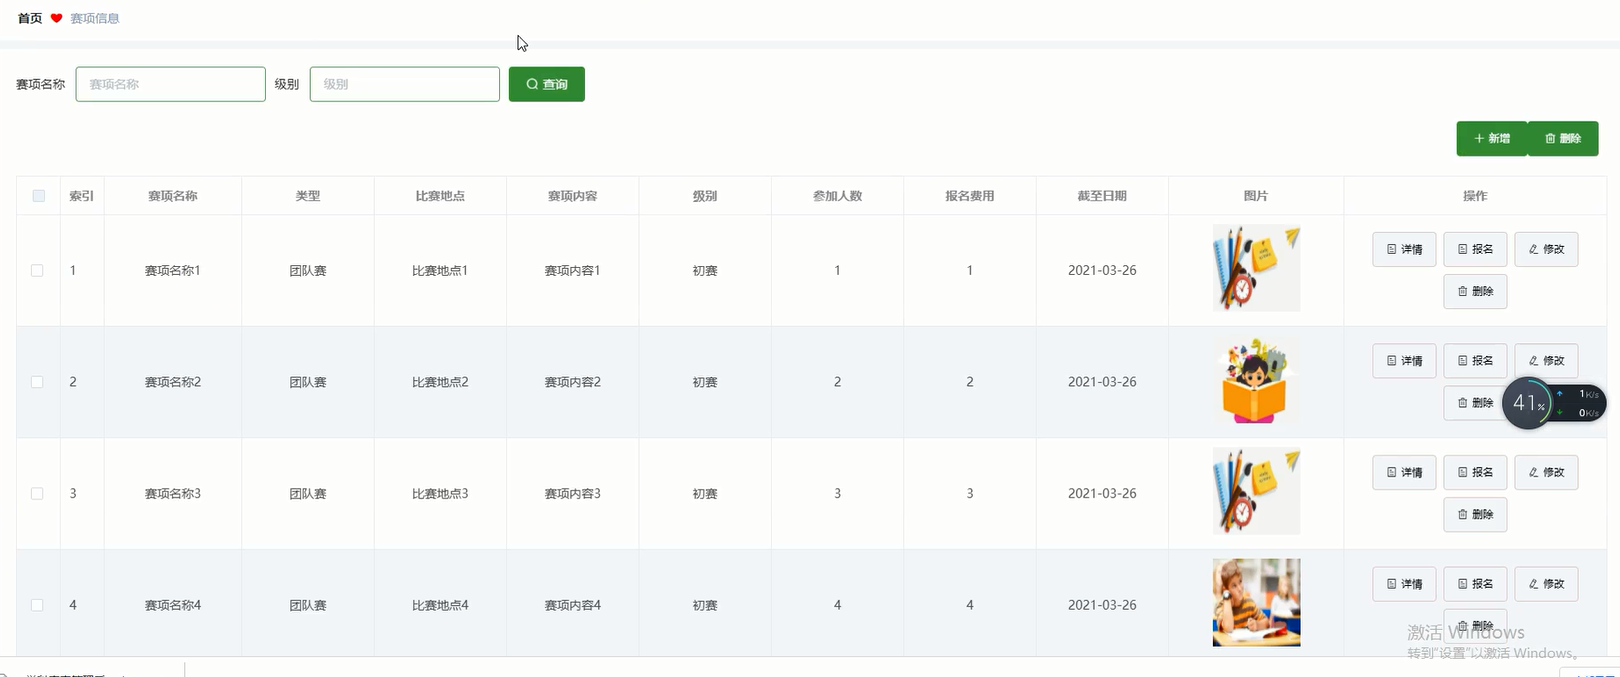 首页 赛项信息
赛项名称 赛项名称 级别 级别 查询
新增 删除
索引 赛项名称 类型 比赛地点 赛项内容 级别 参加人数 报名费用 截至日期 图片 操作
1 赛项名称1 团队赛 比赛地点1 赛项内容1 初赛 1 1 2021-03-26 详情 报名 修改
删除
2 赛项名称2 团队赛 比赛地点2 赛项内容2 初赛 2 2 2021-03-26 详情 报名 修改
删除
41% 1K/s
0K/s
3 赛项名称3 团队赛 比赛地点3 赛项内容3 初赛 3 3 2021-03-26 详情 报名 修改
删除
4 赛项名称4 团队赛 比赛地点4 赛项内容4 初赛 4 4 2021-03-26 详情 报名 修改
删除
激活 Windows
转到"设置"以激活 Windows。